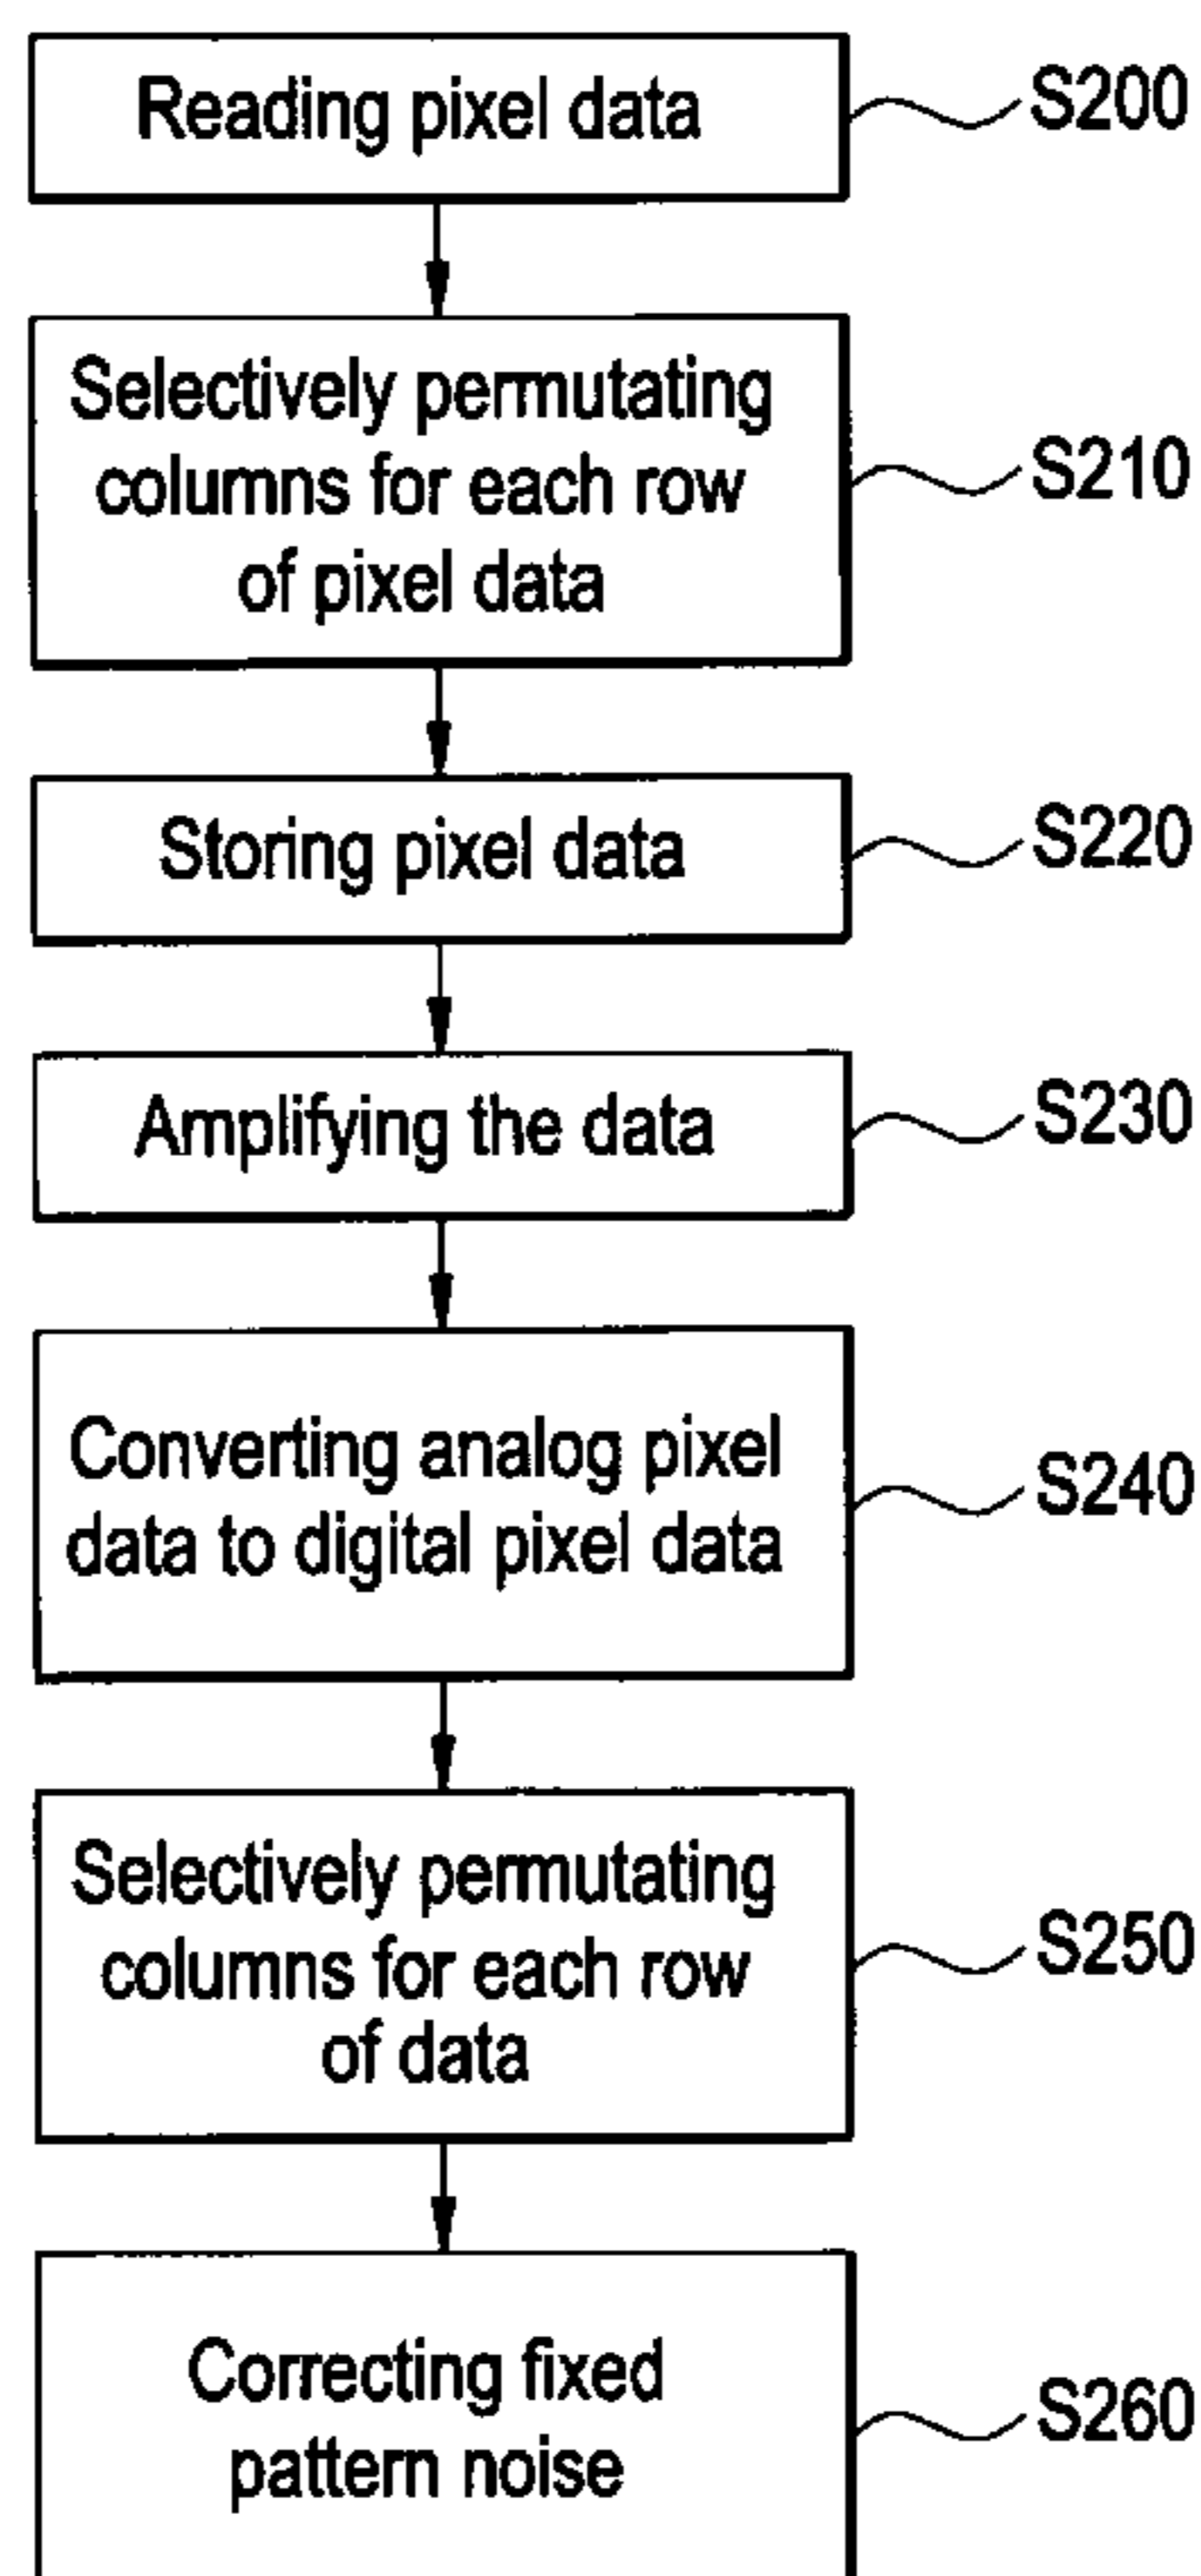 Reading pixel data
S200
Selectively permutating
columns for each row
of pixel data
S210
Storing pixel data
S220
Amplifying the data
S230
Converting analog pixel
data to digital pixel data
S240
Selectively permutating
columns for each row
of data
S250
Correcting fixed
pattern noise
S260